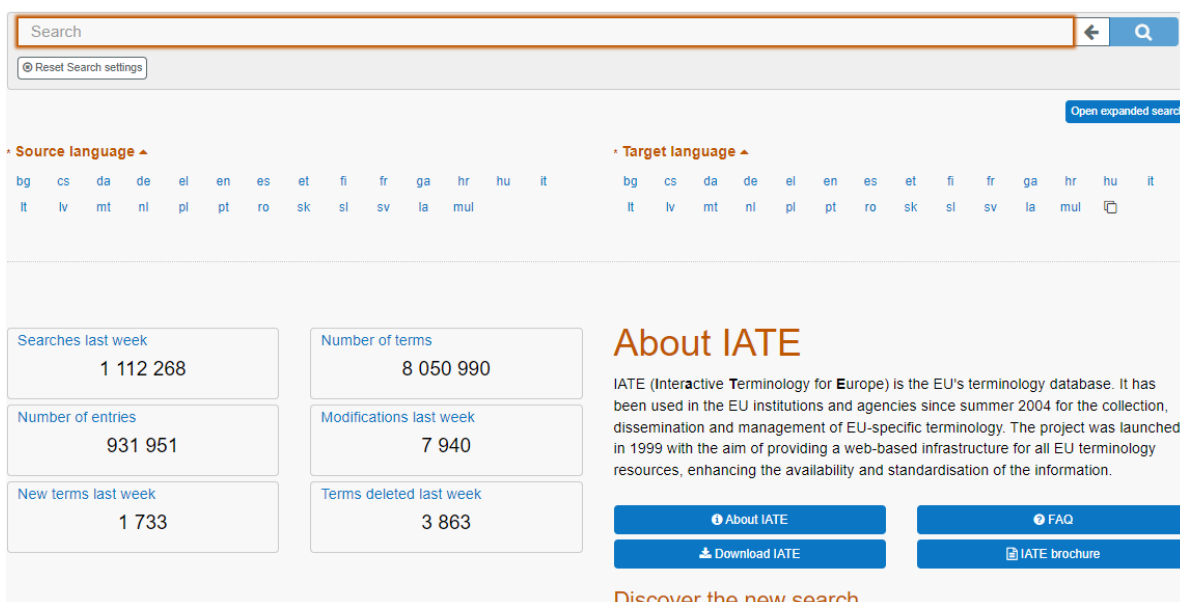 Search
Reset Search settings
Open expanded search
* Source language
bg cs da de el en es et fi fr ga hr hu it
lt lv mt nl pl pt ro sk sl sv la mul
* Target language
bg cs da de el en es et fi fr ga hr hu it
lt lv mt nl pl pt ro sk sl sv la mul
Searches last week
1 112 268
Number of terms
8 050 990
Number of entries
931 951
Modifications last week
7 940
New terms last week
1 733
Terms deleted last week
3 863
About IATE
IATE (Interactive Terminology for Europe) is the EU's terminology database. It has
been used in the EU institutions and agencies since summer 2004 for the collection,
dissemination and management of EU-specific terminology. The project was launched
in 1999 with the aim of providing a web-based infrastructure for all EU terminology
resources, enhancing the availability and standardisation of the information.
About IATE
FAQ
Download IATE
IATE brochure
Discover the new search